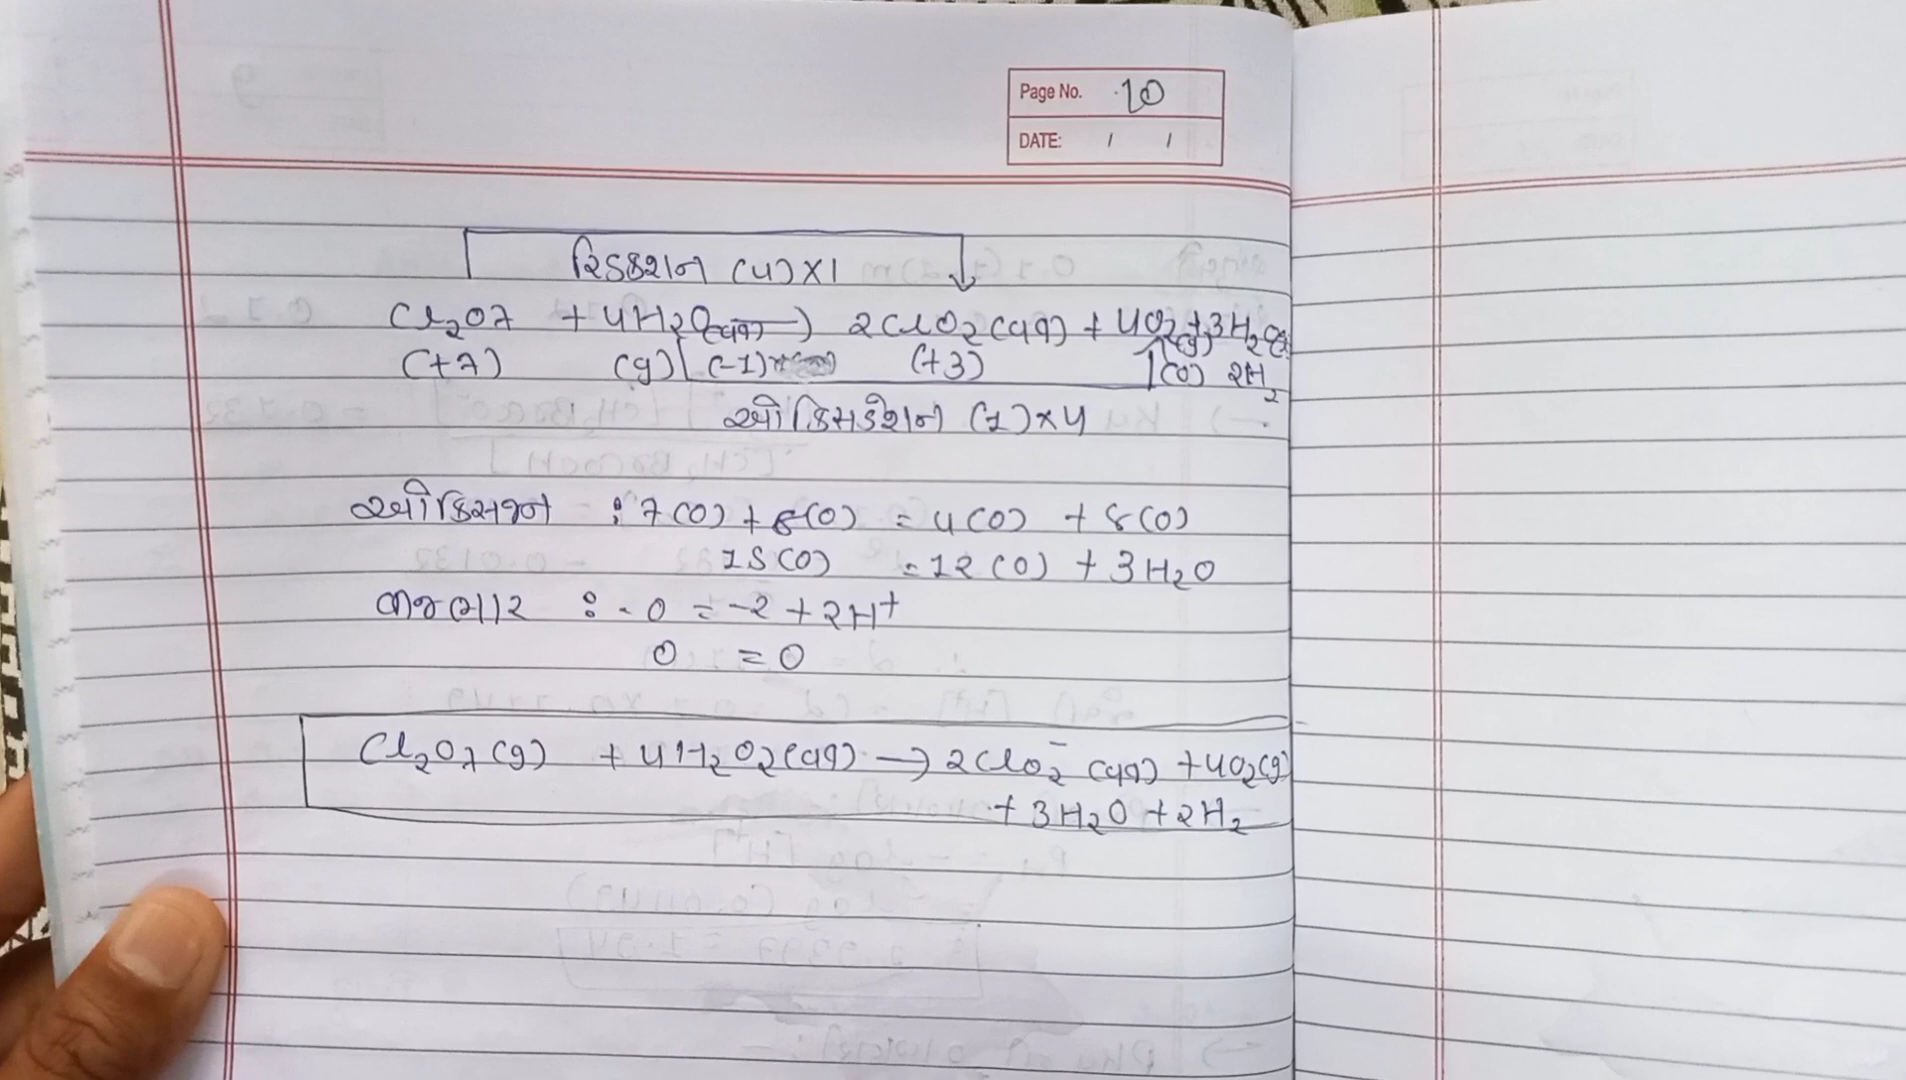 Page No. 10
DATE: / /
રિડક્શન (4)×1
Cl2O7 + 4H2O2(aq) → 2ClO2(aq) + 4O2(g)+3H2O
(+7) (g) (-1) (+3) (0) 2H2
ઓક્સિડેશન (1)×4
ઓક્સિજન : 7(O) + 8(O) = 4(O) + 8(O)
15(O) = 12(O) + 3H2O
વીજભાર : - 0 = -2 + 2H+
0 = 0
Cl2O7(g) + 4H2O2(aq) → 2ClO2⁻(aq) + 4O2(g)
+ 3H2O + 2H2